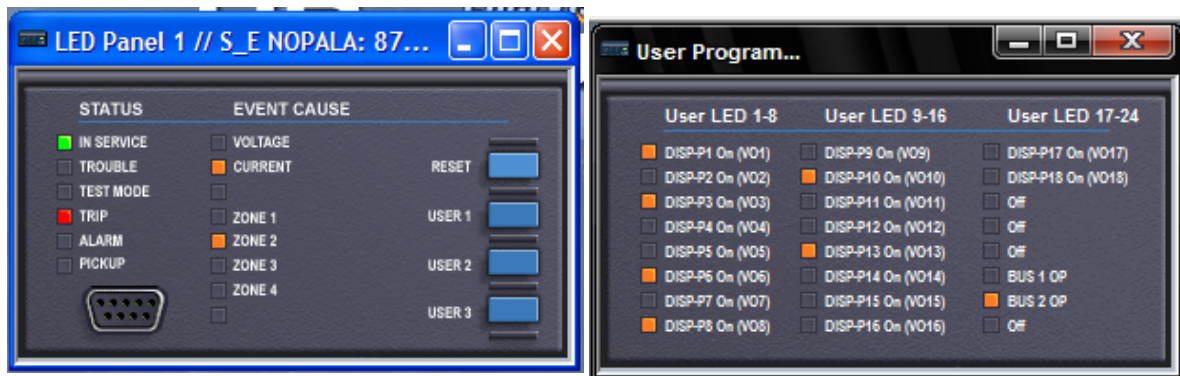 LED Panel 1 // S_E NOPALA: 87...
STATUS EVENT CAUSE
IN SERVICE VOLTAGE
TROUBLE CURRENT RESET
TEST MODE
TRIP ZONE 1 USER 1
ALARM ZONE 2
PICKUP ZONE 3 USER 2
ZONE 4
USER 3
User Program...
User LED 1-8 User LED 9-16 User LED 17-24
DISP-P1 On (VO1) DISP-P9 On (VO9) DISP-P17 On (VO17)
DISP-P2 On (VO2) DISP-P10 On (VO10) DISP-P18 On (VO18)
DISP-P3 On (VO3) DISP-P11 On (VO11) Off
DISP-P4 On (VO4) DISP-P12 On (VO12) Off
DISP-P5 On (VO5) DISP-P13 On (VO13) Off
DISP-P6 On (VO6) DISP-P14 On (VO14) BUS 1 OP
DISP-P7 On (VO7) DISP-P15 On (VO15) BUS 2 OP
DISP-P8 On (VO8) DISP-P16 On (VO16) Off